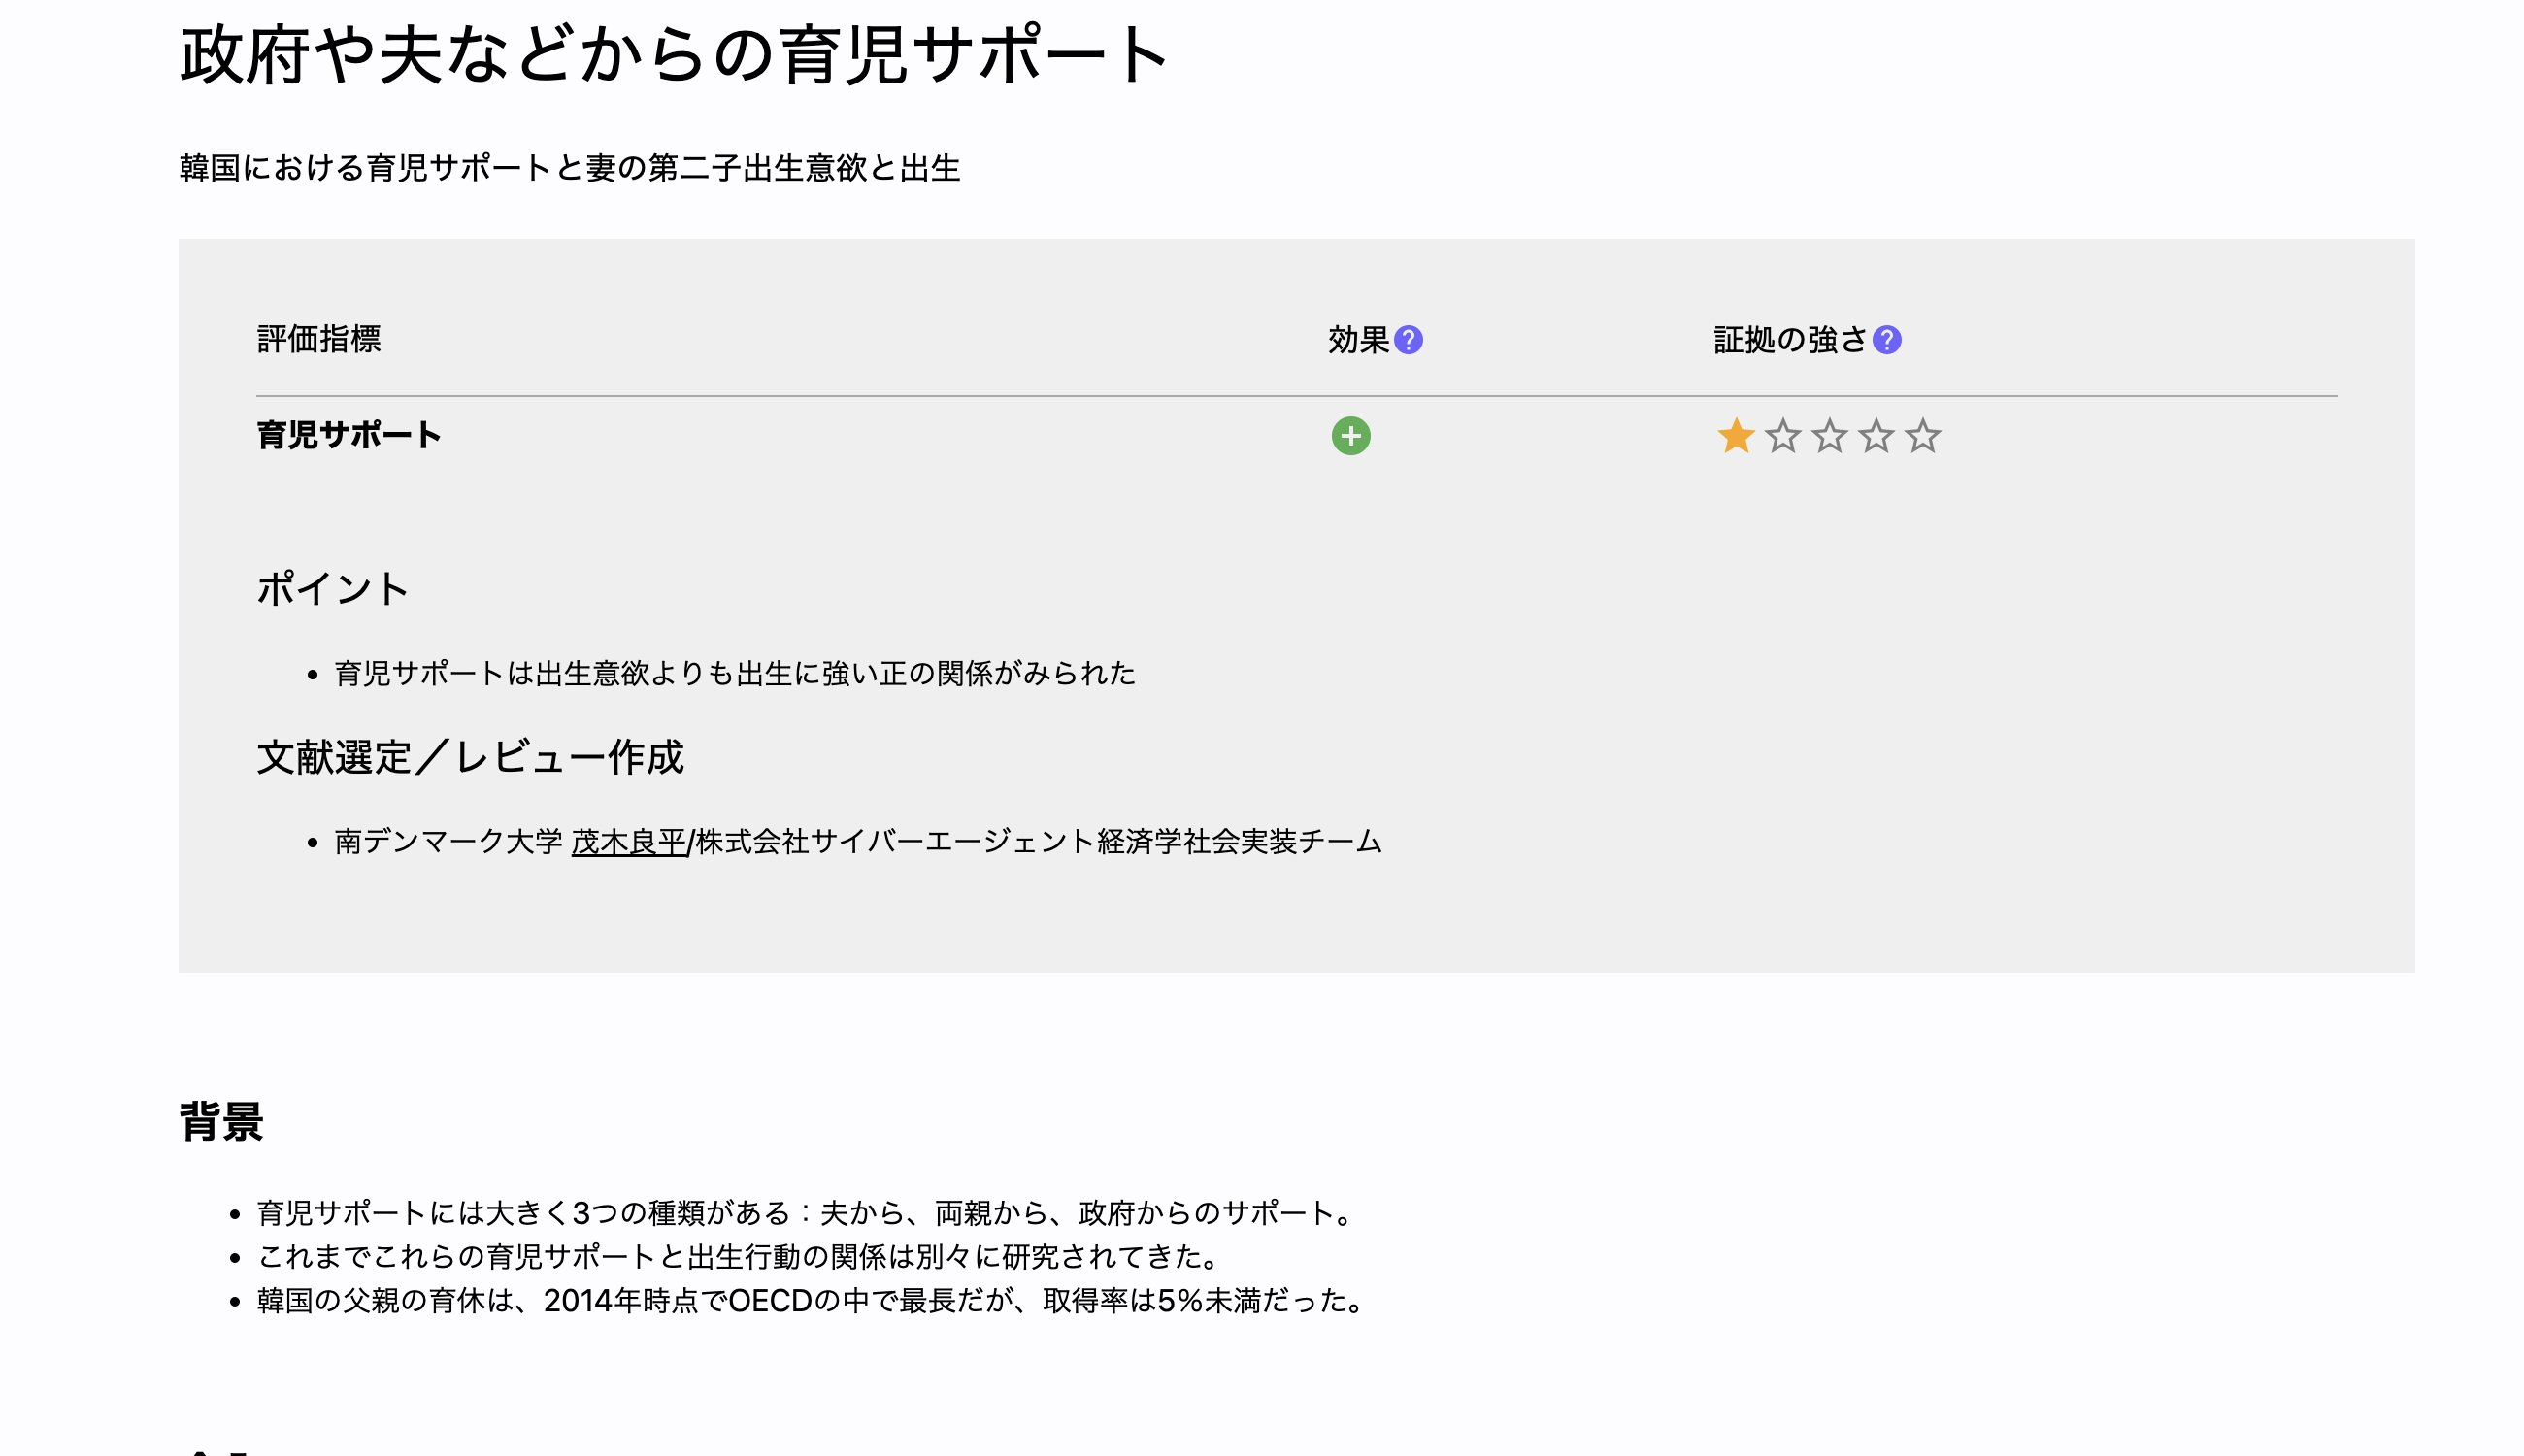 政府や夫などからの育児サポート
韓国における育児サポートと妻の第二子出生意欲と出生
評価指標 効果? 証拠の強さ?
育児サポート
ポイント
• 育児サポートは出生意欲よりも出生に強い正の関係がみられた
文献選定／レビュー作成
• 南デンマーク大学 茂木良平/株式会社サイバーエージェント経済学社会実装チーム
背景
• 育児サポートには大きく3つの種類がある：夫から、両親から、政府からのサポート。
• これまでこれらの育児サポートと出生行動の関係は別々に研究されてきた。
• 韓国の父親の育休は、2014年時点でOECDの中で最長だが、取得率は5％未満だった。